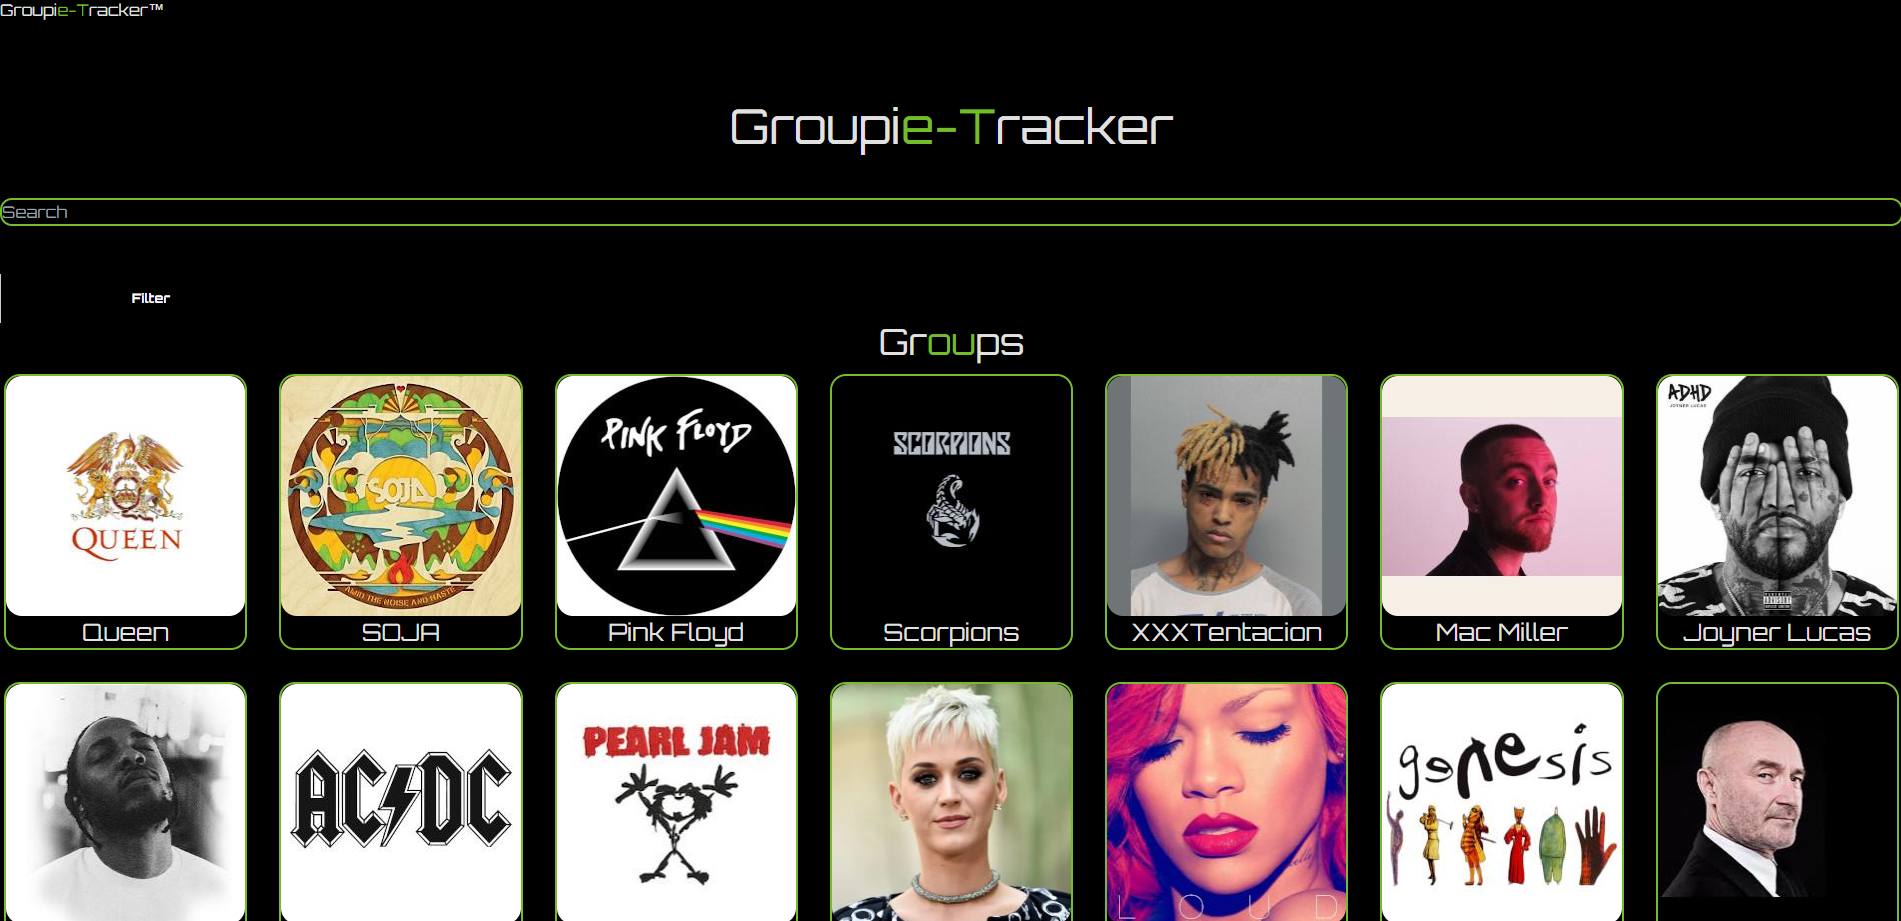 Groupie-Tracker™
Groupie-Tracker
Search
Filter
Groups
QUEEN
SOJA
AMID THE NOISE AND HASTE
PINK FLOYD
SCORPIONS
ADHD
JOYNER LUCAS
Queen
SOJA
Pink Floyd
Scorpions
XXXTentacion
Mac Miller
Joyner Lucas
AC DC
PEARL JAM
LOUD
genesis